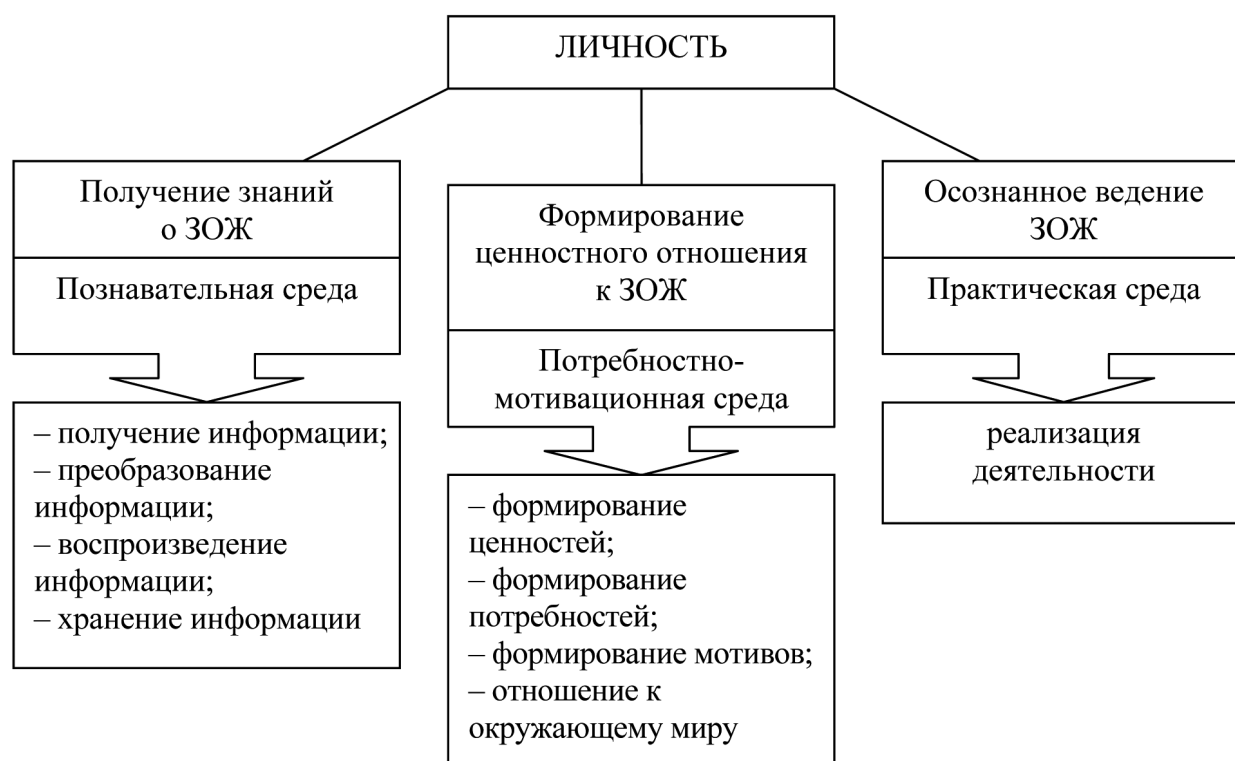 ЛИЧНОСТЬ
Получение знаний
о ЗОЖ
Познавательная среда
– получение информации;
– преобразование
информации;
– воспроизведение
информации;
– хранение информации
Формирование
ценностного отношения
к ЗОЖ
Потребностно-
мотивационная среда
– формирование
ценностей;
– формирование
потребностей;
– формирование мотивов;
– отношение к
окружающему миру
Осознанное ведение
ЗОЖ
Практическая среда
реализация
деятельности